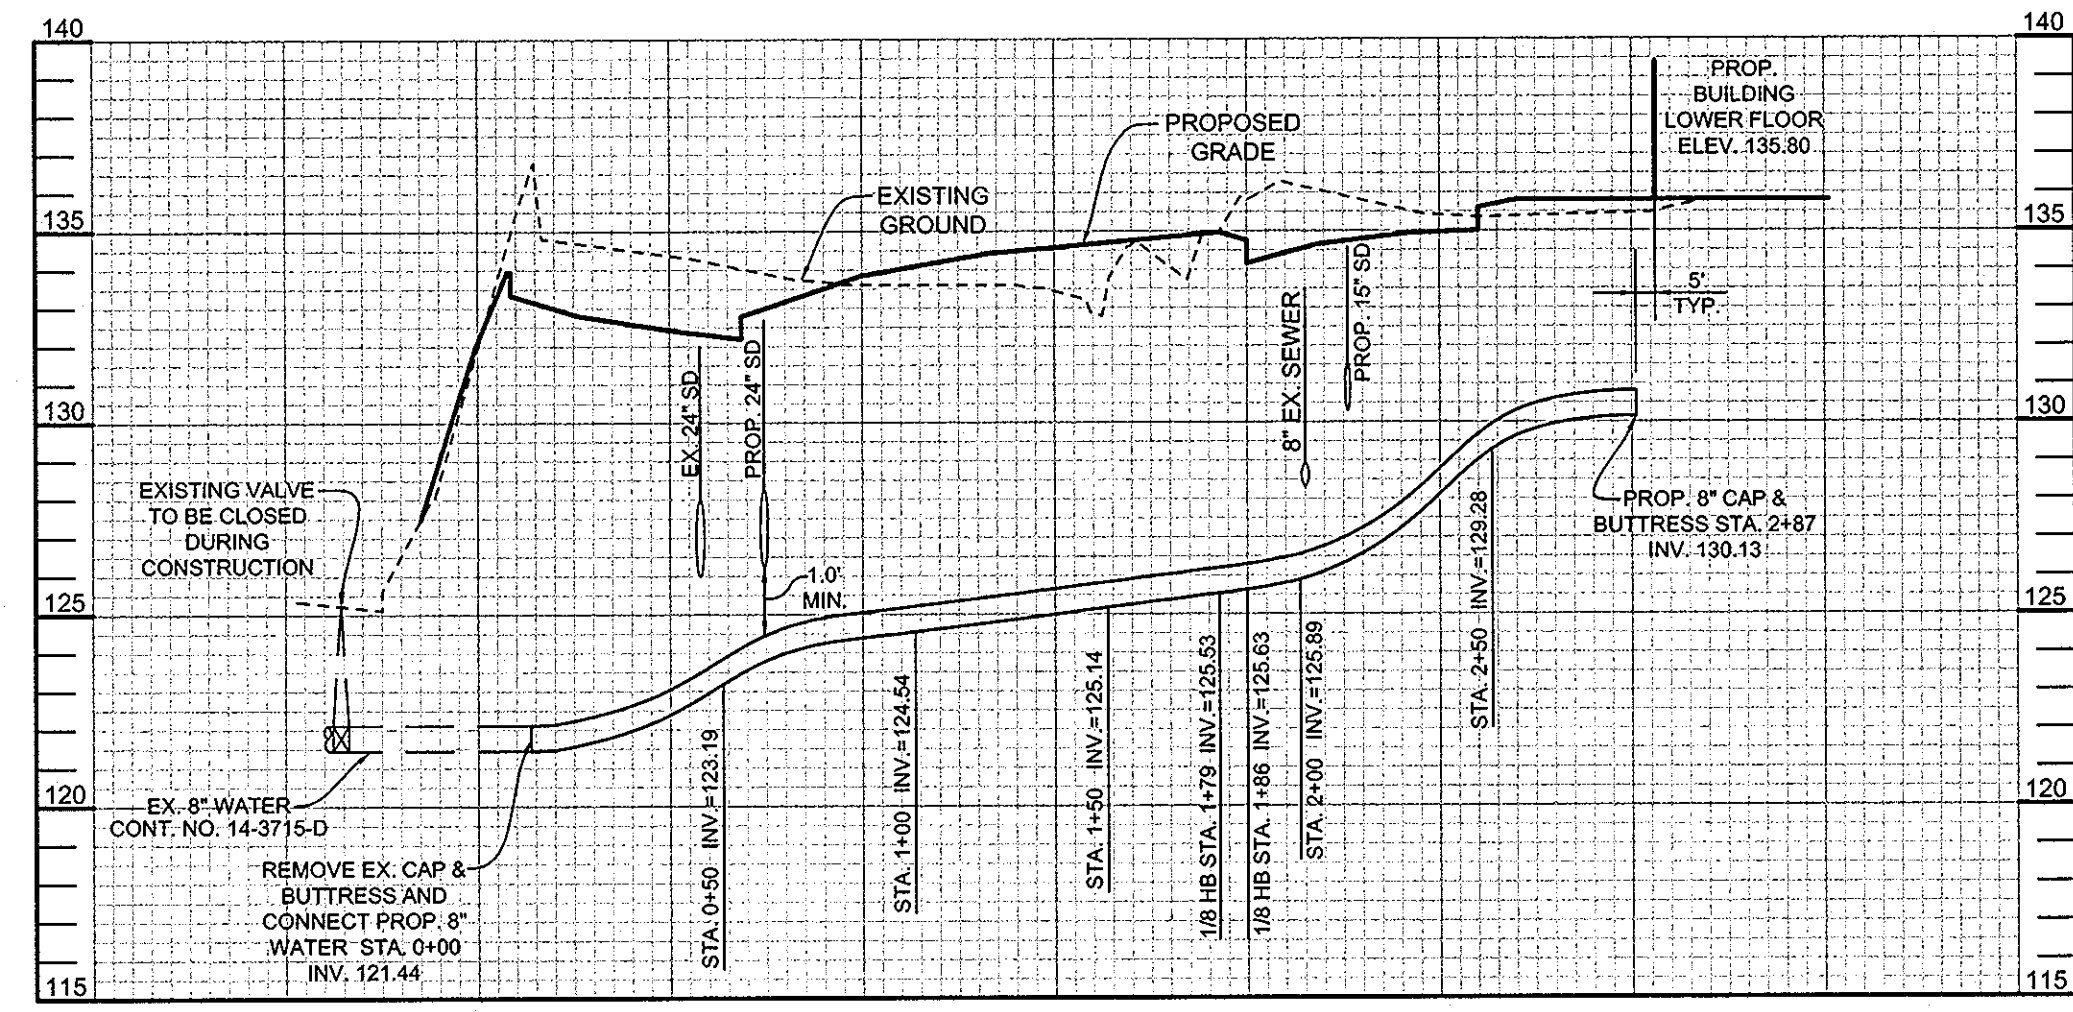 140
140
PROP.
BUILDING
LOWER FLOOR
ELEV. 135.80
PROPOSED
GRADE
EXISTING
GROUND
135
135
5'
TYP.
EX. 24" SD
PROP. 24" SD
8" EX. SEWER
PROP. 15" SD
130
130
EXISTING VALVE
TO BE CLOSED
DURING
CONSTRUCTION
PROP. 8" CAP &
BUTTRESS STA. 2+87
INV. 130.13
1.0'
MIN.
125
125
STA. 0+50 INV.=123.19
STA. 1+00 INV.=124.54
STA. 1+50 INV.=125.14
1/8 HB STA. 1+79 INV.=125.53
1/8 HB STA. 1+86 INV.=125.63
STA. 2+00 INV.=125.89
STA. 2+50 INV.=129.28
120
120
EX. 8" WATER
CONT. NO. 14-3715-D
REMOVE EX. CAP &
BUTTRESS AND
CONNECT PROP. 8"
WATER STA. 0+00
INV. 121.44
115
115